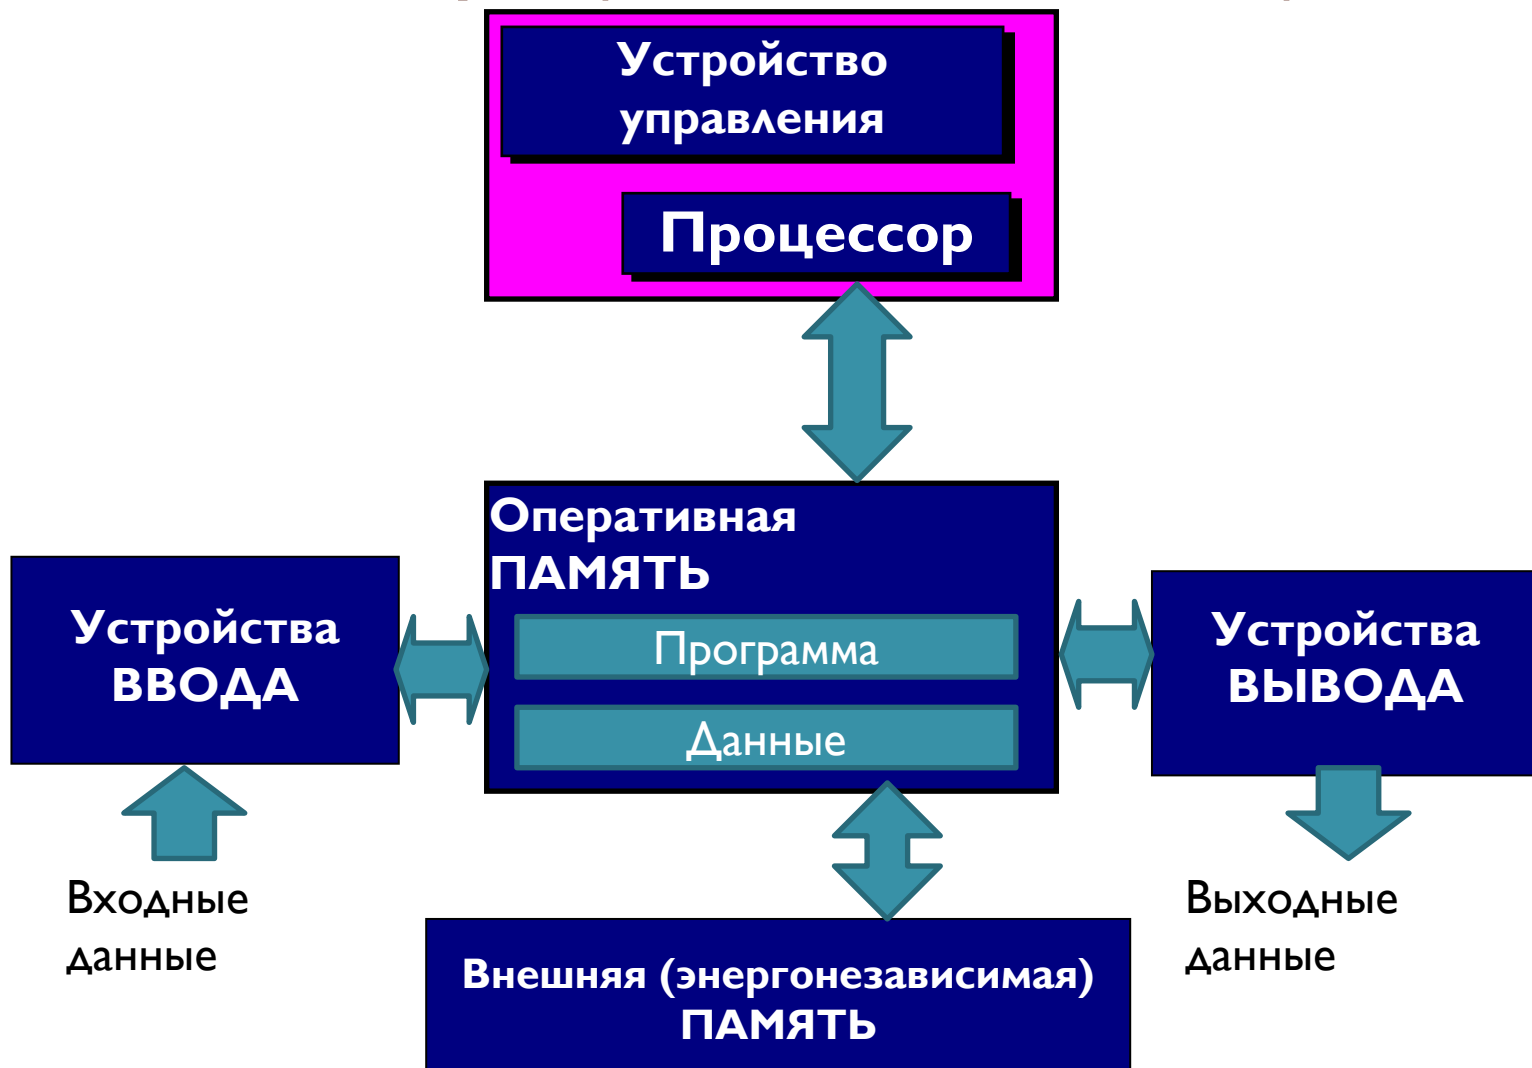 Устройство
управления
Процессор
Оперативная
ПАМЯТЬ
Программа
Данные
Устройства
ВВОДА
Устройства
ВЫВОДА
Входные
данные
Выходные
данные
Внешняя (энергонезависимая)
ПАМЯТЬ